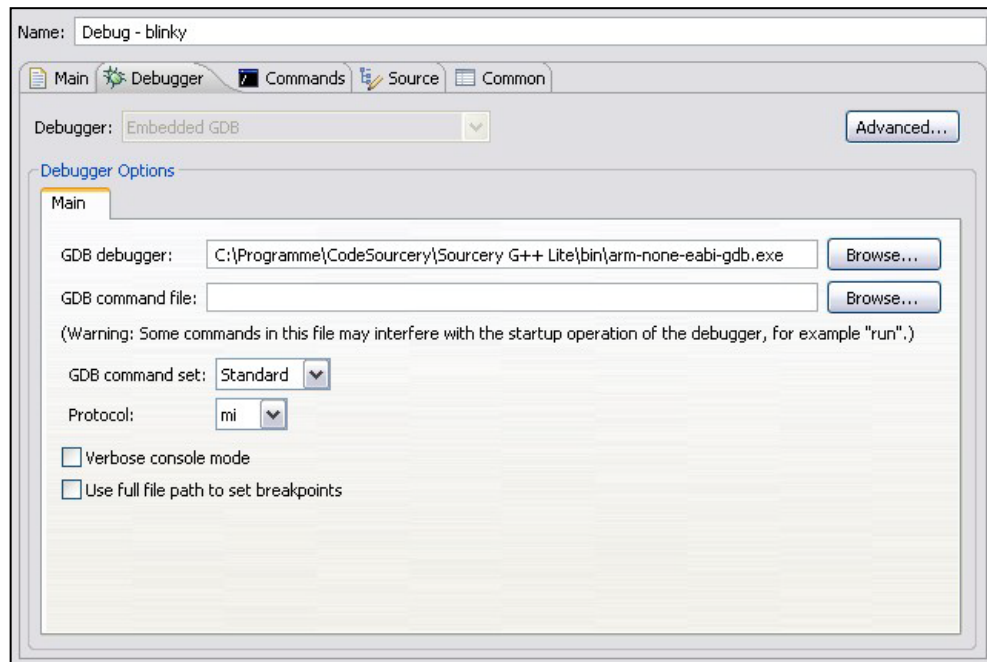 Name: Debug - blinky
Main Debugger Commands Source Common
Debugger: Embedded GDB Advanced...
Debugger Options
Main
GDB debugger: C:\Programme\CodeSourcery\Sourcery G++ Lite\bin\arm-none-eabi-gdb.exe Browse...
GDB command file: Browse...
(Warning: Some commands in this file may interfere with the startup operation of the debugger, for example "run".)
GDB command set: Standard
Protocol: mi
Verbose console mode
Use full file path to set breakpoints